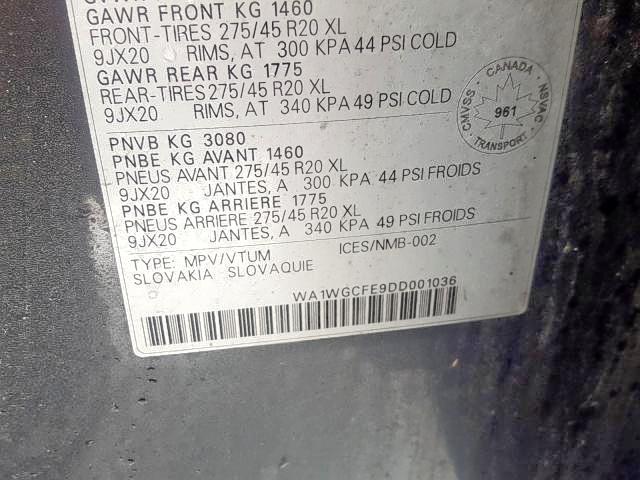 GAWR FRONT KG 1460
FRONT-TIRES 275/45 R20 XL
9JX20 RIMS, AT 300 KPA 44 PSI COLD
GAWR REAR KG 1775
REAR-TIRES 275/45 R20 XL
9JX20 RIMS, AT 340 KPA 49 PSI COLD
CANADA
CMVSS
NSVAC
961
TRANSPORT
PNVB KG 3080
PNBE KG AVANT 1460
PNEUS AVANT 275/45 R20 XL
9JX20 JANTES, A 300 KPA 44 PSI FROIDS
PNBE KG ARRIERE 1775
PNEUS ARRIERE 275/45 R20 XL
9JX20 JANTES, A 340 KPA 49 PSI FROIDS
TYPE: MPV/VTUM ICES/NMB-002
SLOVAKIA SLOVAQUIE
WA1WGCFE9DD001036